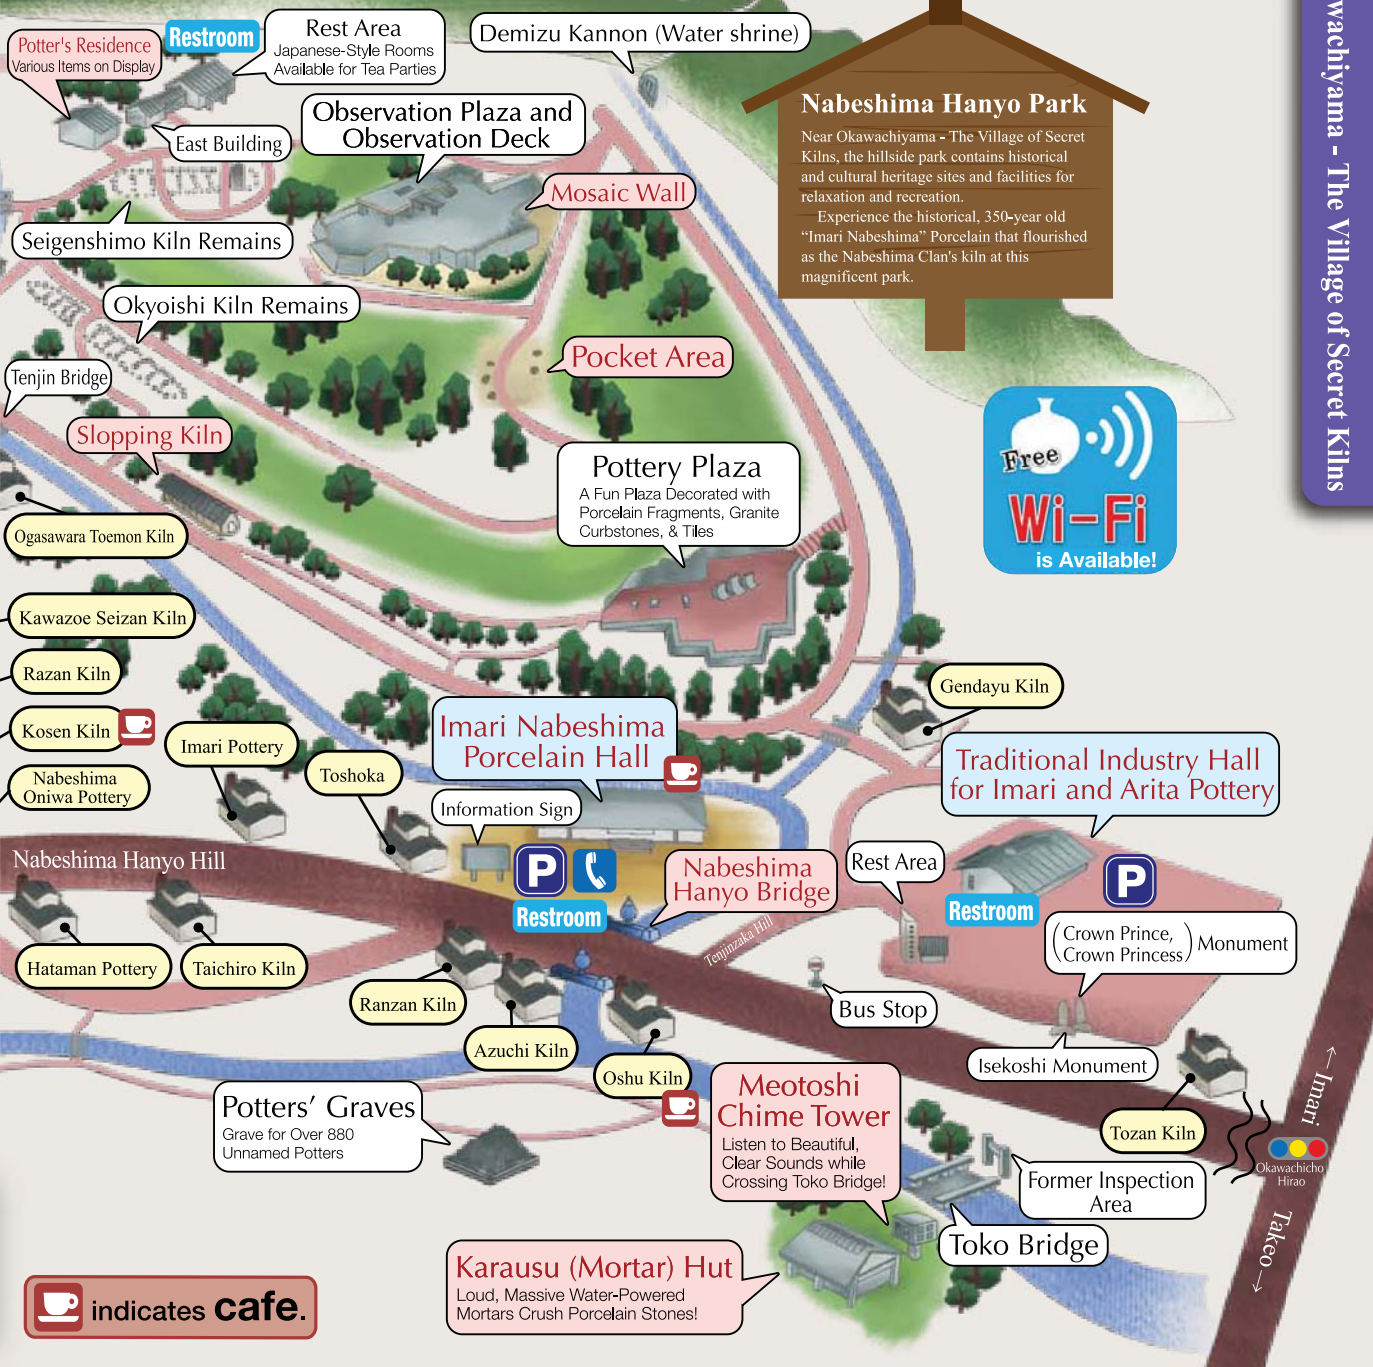 Potter's Residence
Various Items on Display
Restroom
Rest Area
Japanese-Style Rooms
Available for Tea Parties
Demizu Kannon (Water shrine)
East Building
Observation Plaza and
Observation Deck
Mosaic Wall
Nabeshima Hanyo Park
Near Okawachiyama - The Village of Secret
Kilns, the hillside park contains historical
and cultural heritage sites and facilities for
relaxation and recreation.
Experience the historical, 350-year old
“Imari Nabeshima” Porcelain that flourished
as the Nabeshima Clan's kiln at this
magnificent park.
wachiyama - The Village of Secret Kilns
Seigenshimo Kiln Remains
Okyoishi Kiln Remains
Tenjin Bridge
Pocket Area
Slopping Kiln
Free
Wi-Fi
is Available!
Pottery Plaza
A Fun Plaza Decorated with
Porcelain Fragments, Granite
Curbstones, & Tiles
Ogasawara Toemon Kiln
Kawazoe Seizan Kiln
Razan Kiln
Kosen Kiln
Nabeshima
Oniwa Pottery
Imari Pottery
Toshoka
Imari Nabeshima
Porcelain Hall
Information Sign
Gendayu Kiln
Traditional Industry Hall
for Imari and Arita Pottery
Nabeshima Hanyo Hill
P
Restroom
Nabeshima
Hanyo Bridge
Rest Area
Restroom
P
(Crown Prince,
Crown Princess) Monument
Tenjinzaka Hill
Hataman Pottery
Taichiro Kiln
Ranzan Kiln
Azuchi Kiln
Oshu Kiln
Bus Stop
Isekoshi Monument
Tozan Kiln
←Imari
Okawachicho
Hirao
Takeo→
Potters’ Graves
Grave for Over 880
Unnamed Potters
Meotoshi
Chime Tower
Listen to Beautiful,
Clear Sounds while
Crossing Toko Bridge!
Former Inspection
Area
Toko Bridge
Karausu (Mortar) Hut
Loud, Massive Water-Powered
Mortars Crush Porcelain Stones!
indicates cafe.